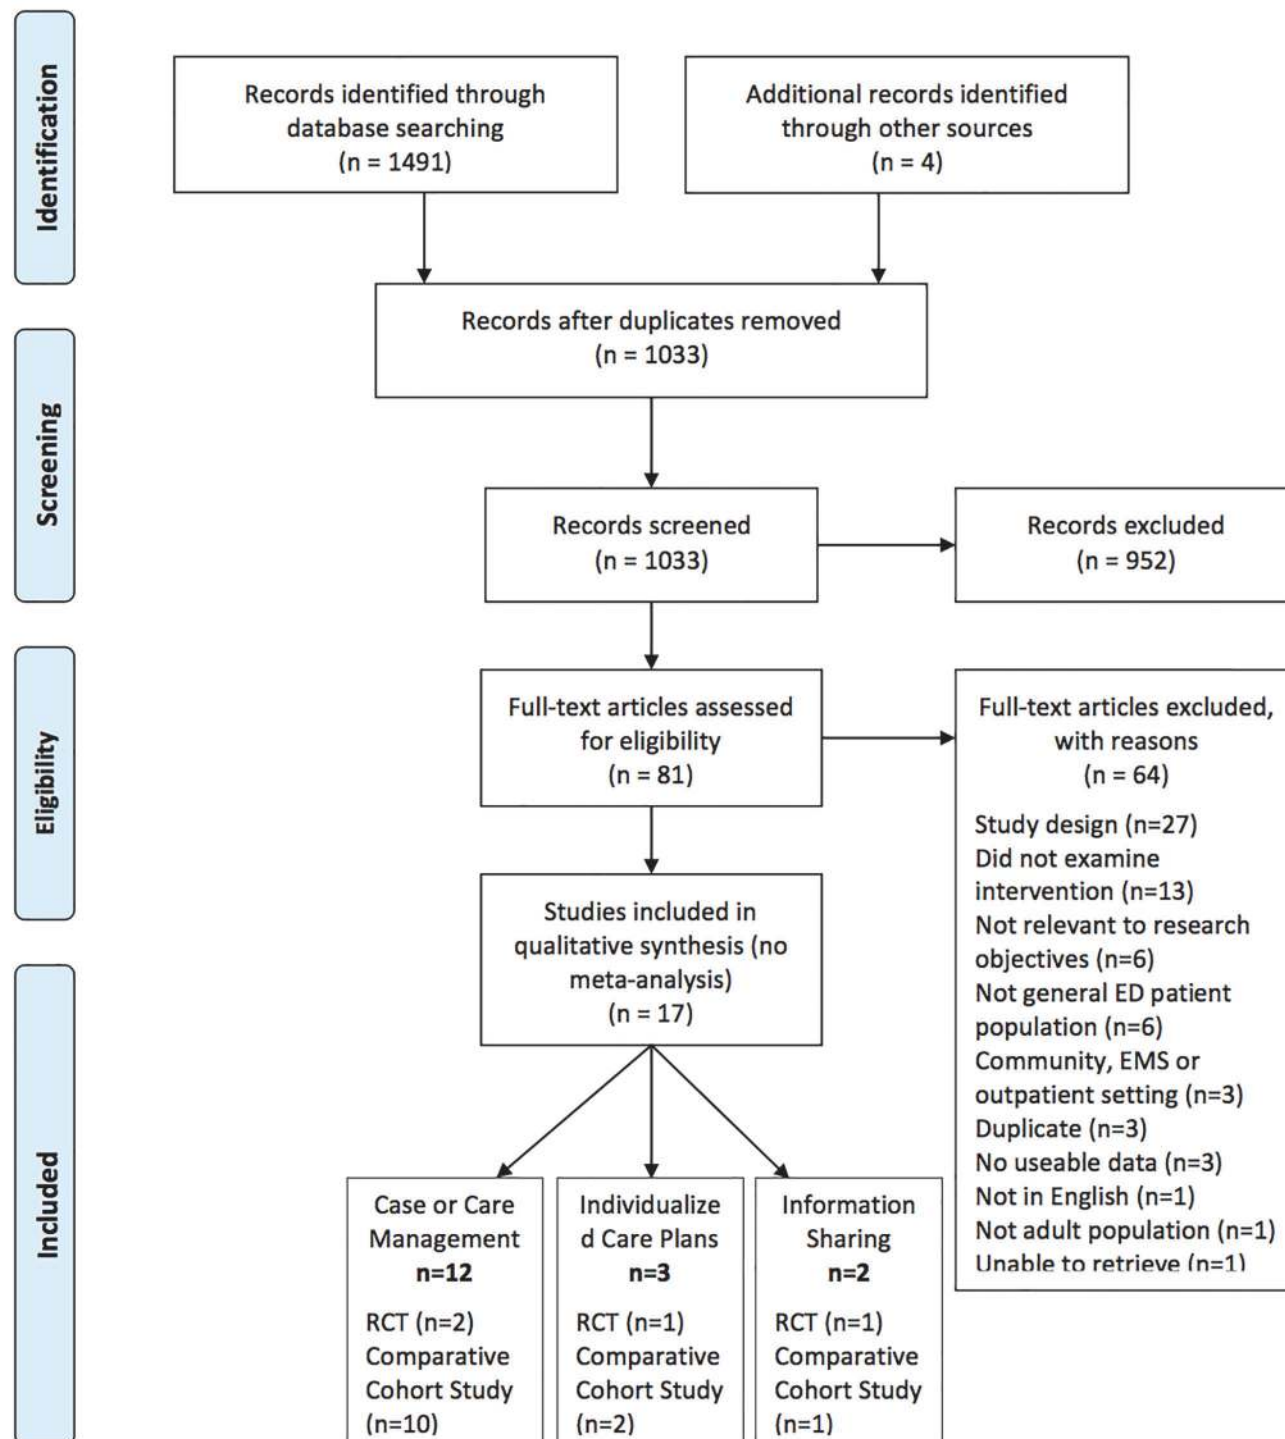 Identification
Records identified through
database searching
(n = 1491)
Additional records identified
through other sources
(n = 4)
Records after duplicates removed
(n = 1033)
Screening
Records screened
(n = 1033)
Records excluded
(n = 952)
Eligibility
Full-text articles assessed
for eligibility
(n = 81)
Full-text articles excluded,
with reasons
(n = 64)
Study design (n=27)
Did not examine
intervention (n=13)
Not relevant to research
objectives (n=6)
Not general ED patient
population (n=6)
Community, EMS or
outpatient setting (n=3)
Duplicate (n=3)
No useable data (n=3)
Not in English (n=1)
Not adult population (n=1)
Unable to retrieve (n=1)
Studies included in
qualitative synthesis (no
meta-analysis)
(n = 17)
Included
Case or Care
Management
n=12
RCT (n=2)
Comparative
Cohort Study
(n=10)
Individualize
d Care Plans
n=3
RCT (n=1)
Comparative
Cohort Study
(n=2)
Information
Sharing
n=2
RCT (n=1)
Comparative
Cohort Study
(n=1)